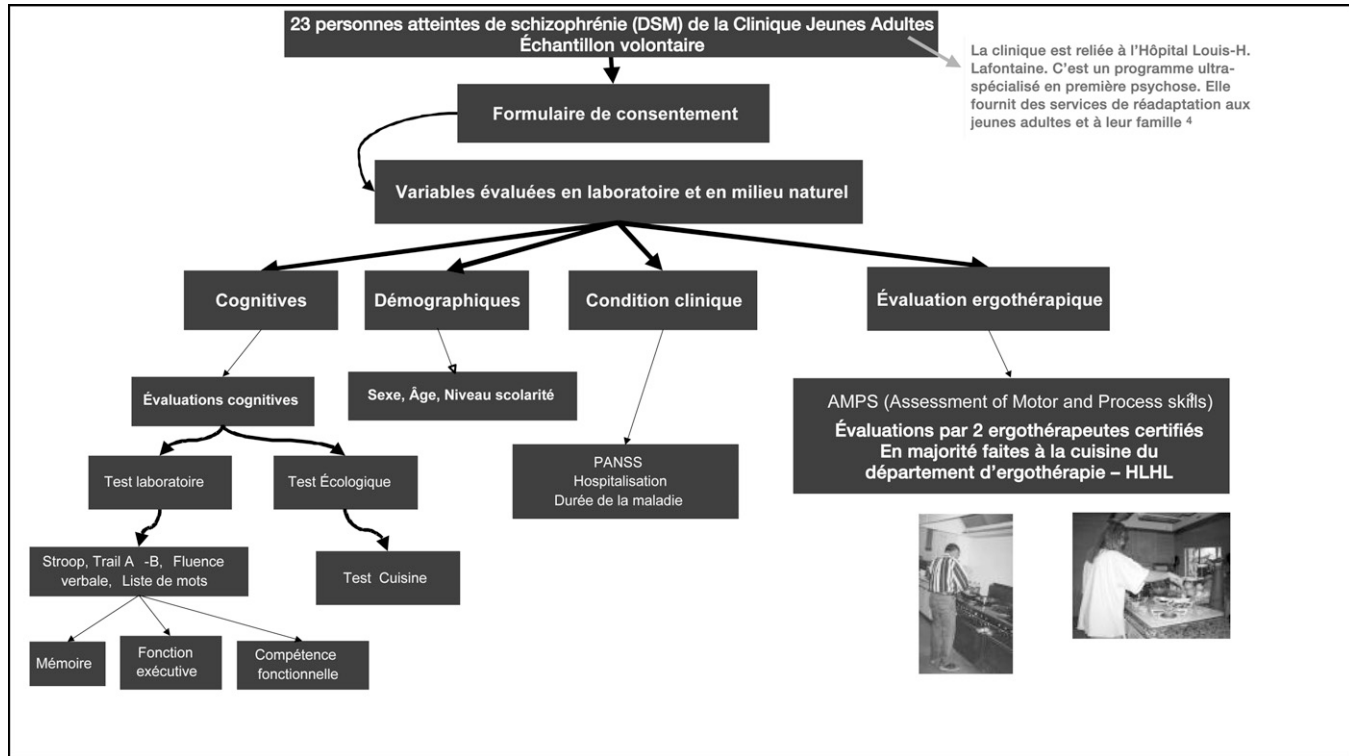 23 personnes atteintes de schizophrénie (DSM) de la Clinique Jeunes Adultes
Échantillon volontaire
La clinique est reliée à l'Hôpital Louis-H.
Lafontaine. C'est un programme ultra-
spécialisé en première psychose. Elle
fournit des services de réadaptation aux
jeunes adultes et à leur famille ⁴
Formulaire de consentement
Variables évaluées en laboratoire et en milieu naturel
Cognitives
Démographiques
Condition clinique
Évaluation ergothérapique
Évaluations cognitives
Sexe, Âge, Niveau scolarité
AMPS (Assessment of Motor and Process skills)
Évaluations par 2 ergothérapeutes certifiés
En majorité faites à la cuisine du
département d'ergothérapie – HLHL
Test laboratoire
Test Écologique
PANSS
Hospitalisation
Durée de la maladie
Stroop, Trail A -B, Fluence
verbale, Liste de mots
Test Cuisine
Mémoire
Fonction
exécutive
Compétence
fonctionnelle